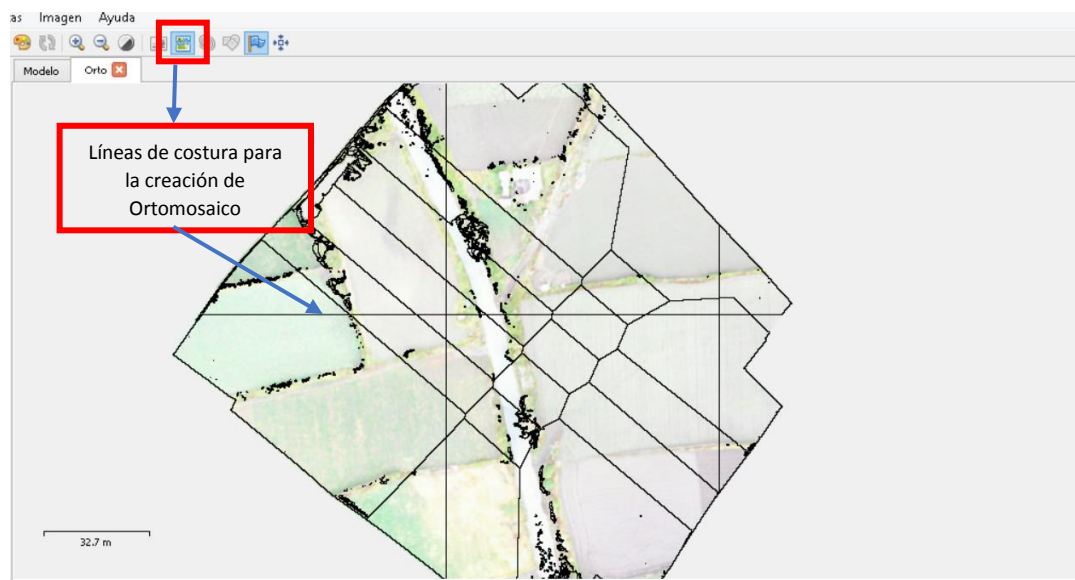 as Imagen Ayuda
Modelo Orto
Líneas de costura para
la creación de
Ortomosaico
32.7 m